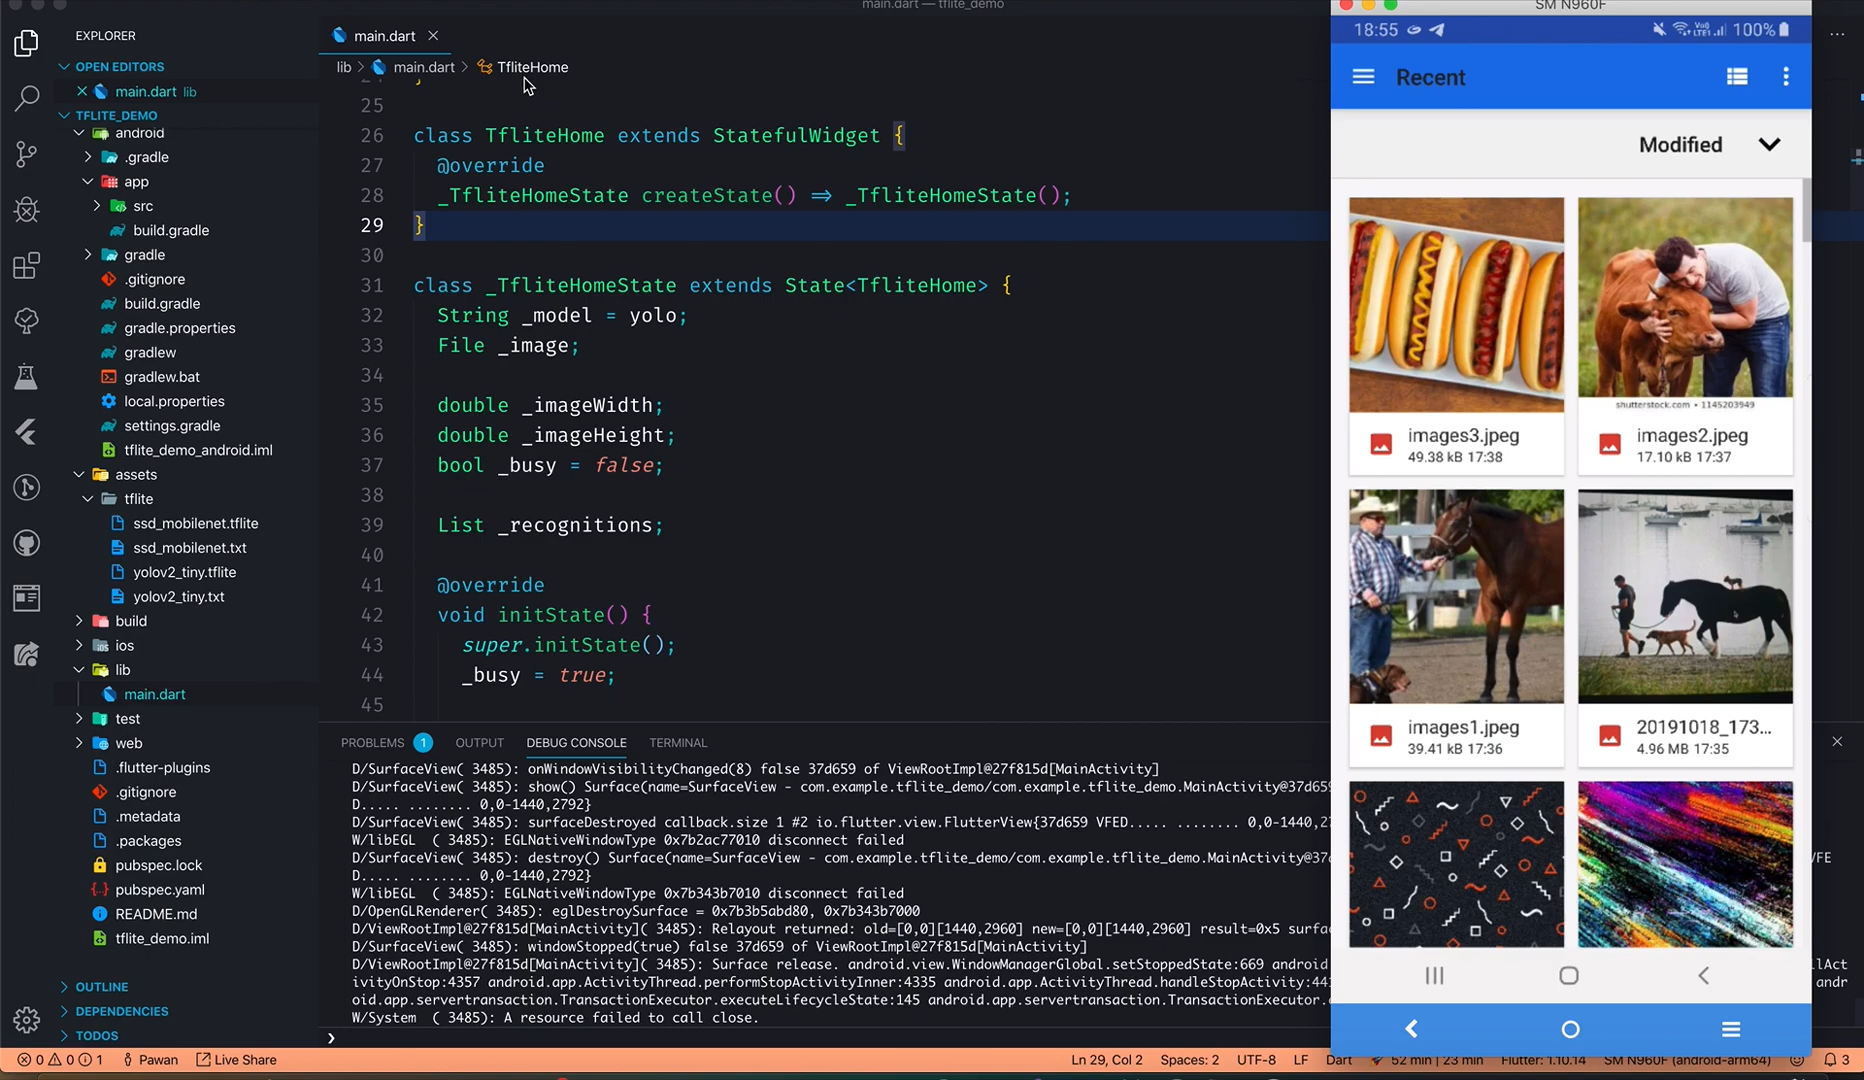 main.dart — tflite_demo
EXPLORER
OPEN EDITORS
main.dart lib
TFLITE_DEMO
android
.gradle
app
src
build.gradle
gradle
.gitignore
build.gradle
gradle.properties
gradlew
gradlew.bat
local.properties
settings.gradle
tflite_demo_android.iml
assets
tflite
ssd_mobilenet.tflite
ssd_mobilenet.txt
yolov2_tiny.tflite
yolov2_tiny.txt
build
ios
lib
main.dart
test
web
.flutter-plugins
.gitignore
.metadata
.packages
pubspec.lock
pubspec.yaml
README.md
tflite_demo.iml
OUTLINE
DEPENDENCIES
TODOS
main.dart
lib > main.dart > TfliteHome
25
26 class TfliteHome extends StatefulWidget {
27 @override
28 _TfliteHomeState createState() => _TfliteHomeState();
29 }
30
31 class _TfliteHomeState extends State<TfliteHome> {
32 String _model = yolo;
33 File _image;
34
35 double _imageWidth;
36 double _imageHeight;
37 bool _busy = false;
38
39 List _recognitions;
40
41 @override
42 void initState() {
43 super.initState();
44 _busy = true;
45
PROBLEMS 1 OUTPUT DEBUG CONSOLE TERMINAL
D/SurfaceView( 3485): onWindowVisibilityChanged(8) false 37d659 of ViewRootImpl@27f815d[MainActivity]
D/SurfaceView( 3485): show() Surface(name=SurfaceView - com.example.tflite_demo/com.example.tflite_demo.MainActivity@37d659
D..... ........ 0,0-1440,2792}
D/SurfaceView( 3485): surfaceDestroyed callback.size 1 #2 io.flutter.view.FlutterView{37d659 VFED..... ........ 0,0-1440,27
W/libEGL ( 3485): EGLNativeWindowType 0x7b2ac77010 disconnect failed
D/SurfaceView( 3485): destroy() Surface(name=SurfaceView - com.example.tflite_demo/com.example.tflite_demo.MainActivity@37d VFE
D..... ........ 0,0-1440,2792}
W/libEGL ( 3485): EGLNativeWindowType 0x7b343b7010 disconnect failed
D/OpenGLRenderer( 3485): eglDestroySurface = 0x7b3b5abd80, 0x7b343b7000
D/ViewRootImpl@27f815d[MainActivity]( 3485): Relayout returned: old=[0,0][1440,2960] new=[0,0][1440,2960] result=0x5 surfac
D/SurfaceView( 3485): windowStopped(true) false 37d659 of ViewRootImpl@27f815d[MainActivity]
D/ViewRootImpl@27f815d[MainActivity]( 3485): Surface release. android.view.WindowManagerGlobal.setStoppedState:669 android llAct
ivityOnStop:4357 android.app.ActivityThread.performStopActivityInner:4335 android.app.ActivityThread.handleStopActivity:441 andr
oid.app.servertransaction.TransactionExecutor.executeLifecycleState:145 android.app.servertransaction.TransactionExecutor.e
W/System ( 3485): A resource failed to call close.
0 0 1 Pawan Live Share
Ln 29, Col 2 Spaces: 2 UTF-8 LF Dart 52 min | 23 min Flutter: 1.10.14 SM N960F (android-arm64) 3
SM N960F
18:55 100%
Recent
Modified
shutterstock.com • 1145203949
images3.jpeg
49.38 kB 17:38
images2.jpeg
17.10 kB 17:37
images1.jpeg
39.41 kB 17:36
20191018_173...
4.96 MB 17:35